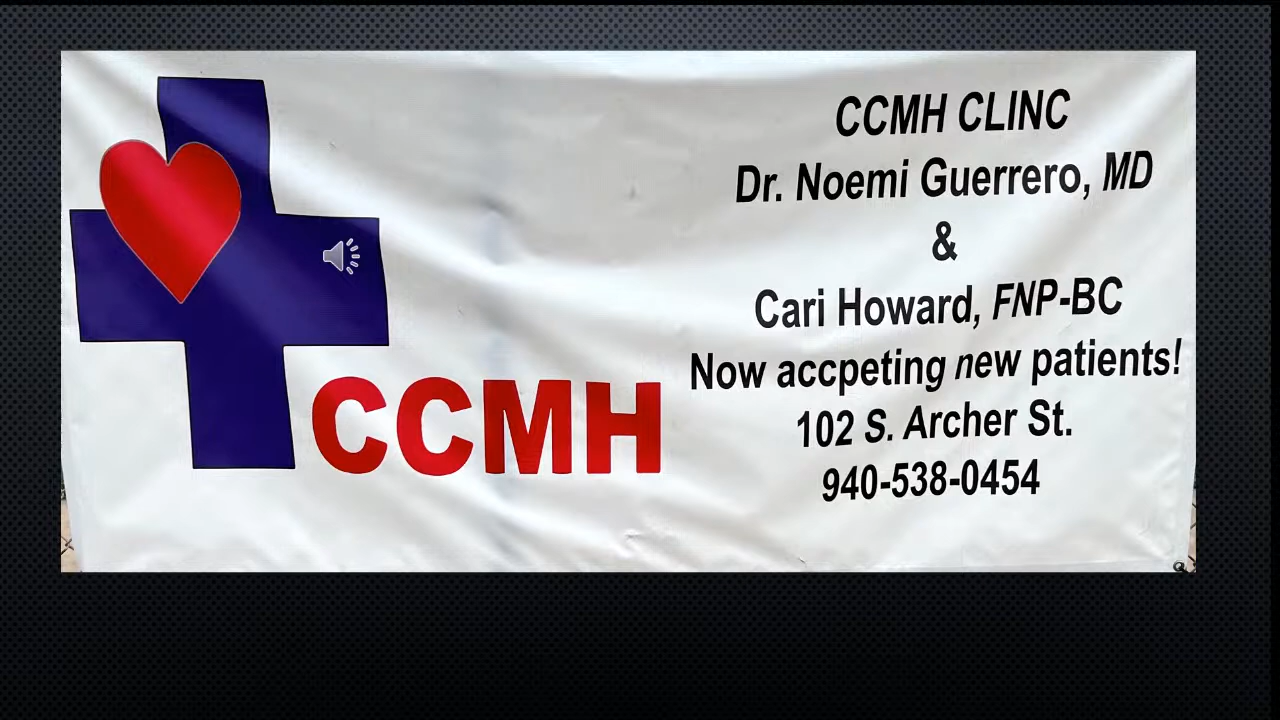 CCMH CLINC
Dr. Noemi Guerrero, MD
&
Cari Howard, FNP-BC
Now accpeting new patients!
102 S. Archer St.
940-538-0454
CCMH